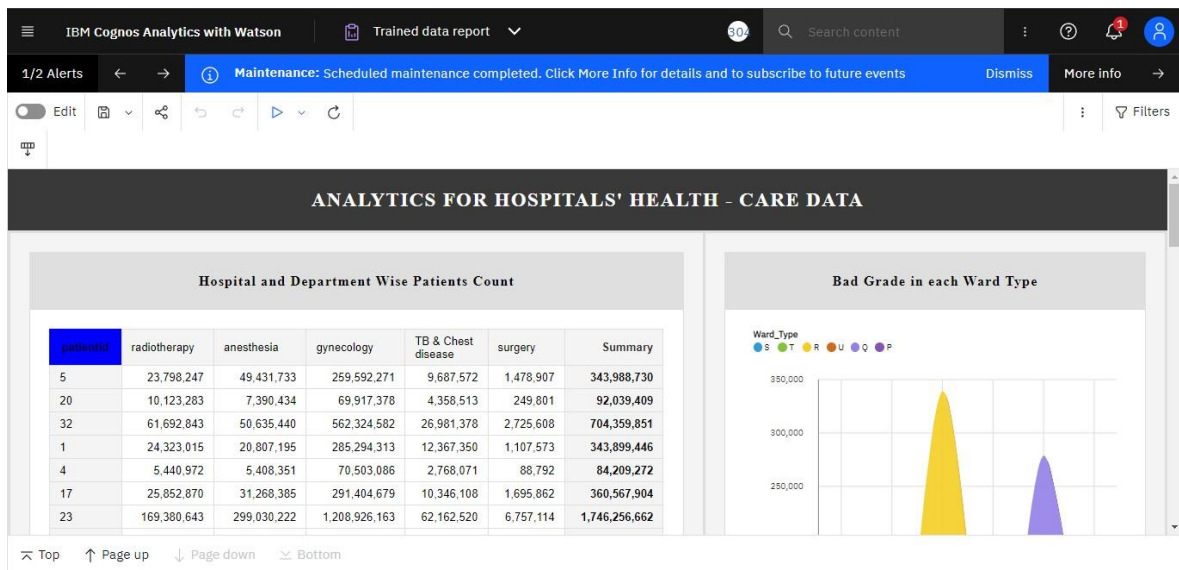 IBM Cognos Analytics with Watson Trained data report 304 Search content 1
1/2 Alerts Maintenance: Scheduled maintenance completed. Click More Info for details and to subscribe to future events Dismiss More info
Edit Filters
ANALYTICS FOR HOSPITALS' HEALTH - CARE DATA
Hospital and Department Wise Patients Count
patientid radiotherapy anesthesia gynecology TB & Chest disease surgery Summary
5 23,798,247 49,431,733 259,592,271 9,687,572 1,478,907 343,988,730
20 10,123,283 7,390,434 69,917,378 4,358,513 249,801 92,039,409
32 61,692,843 50,635,440 562,324,582 26,981,378 2,725,608 704,359,851
1 24,323,015 20,807,195 285,294,313 12,367,350 1,107,573 343,899,446
4 5,440,972 5,408,351 70,503,086 2,768,071 88,792 84,209,272
17 25,852,870 31,268,385 291,404,679 10,346,108 1,695,862 360,567,904
23 169,380,643 299,030,222 1,208,926,163 62,162,520 6,757,114 1,746,256,662
Bad Grade in each Ward Type
Ward_Type
S T R U Q P
350,000
300,000
250,000
Top Page up Page down Bottom